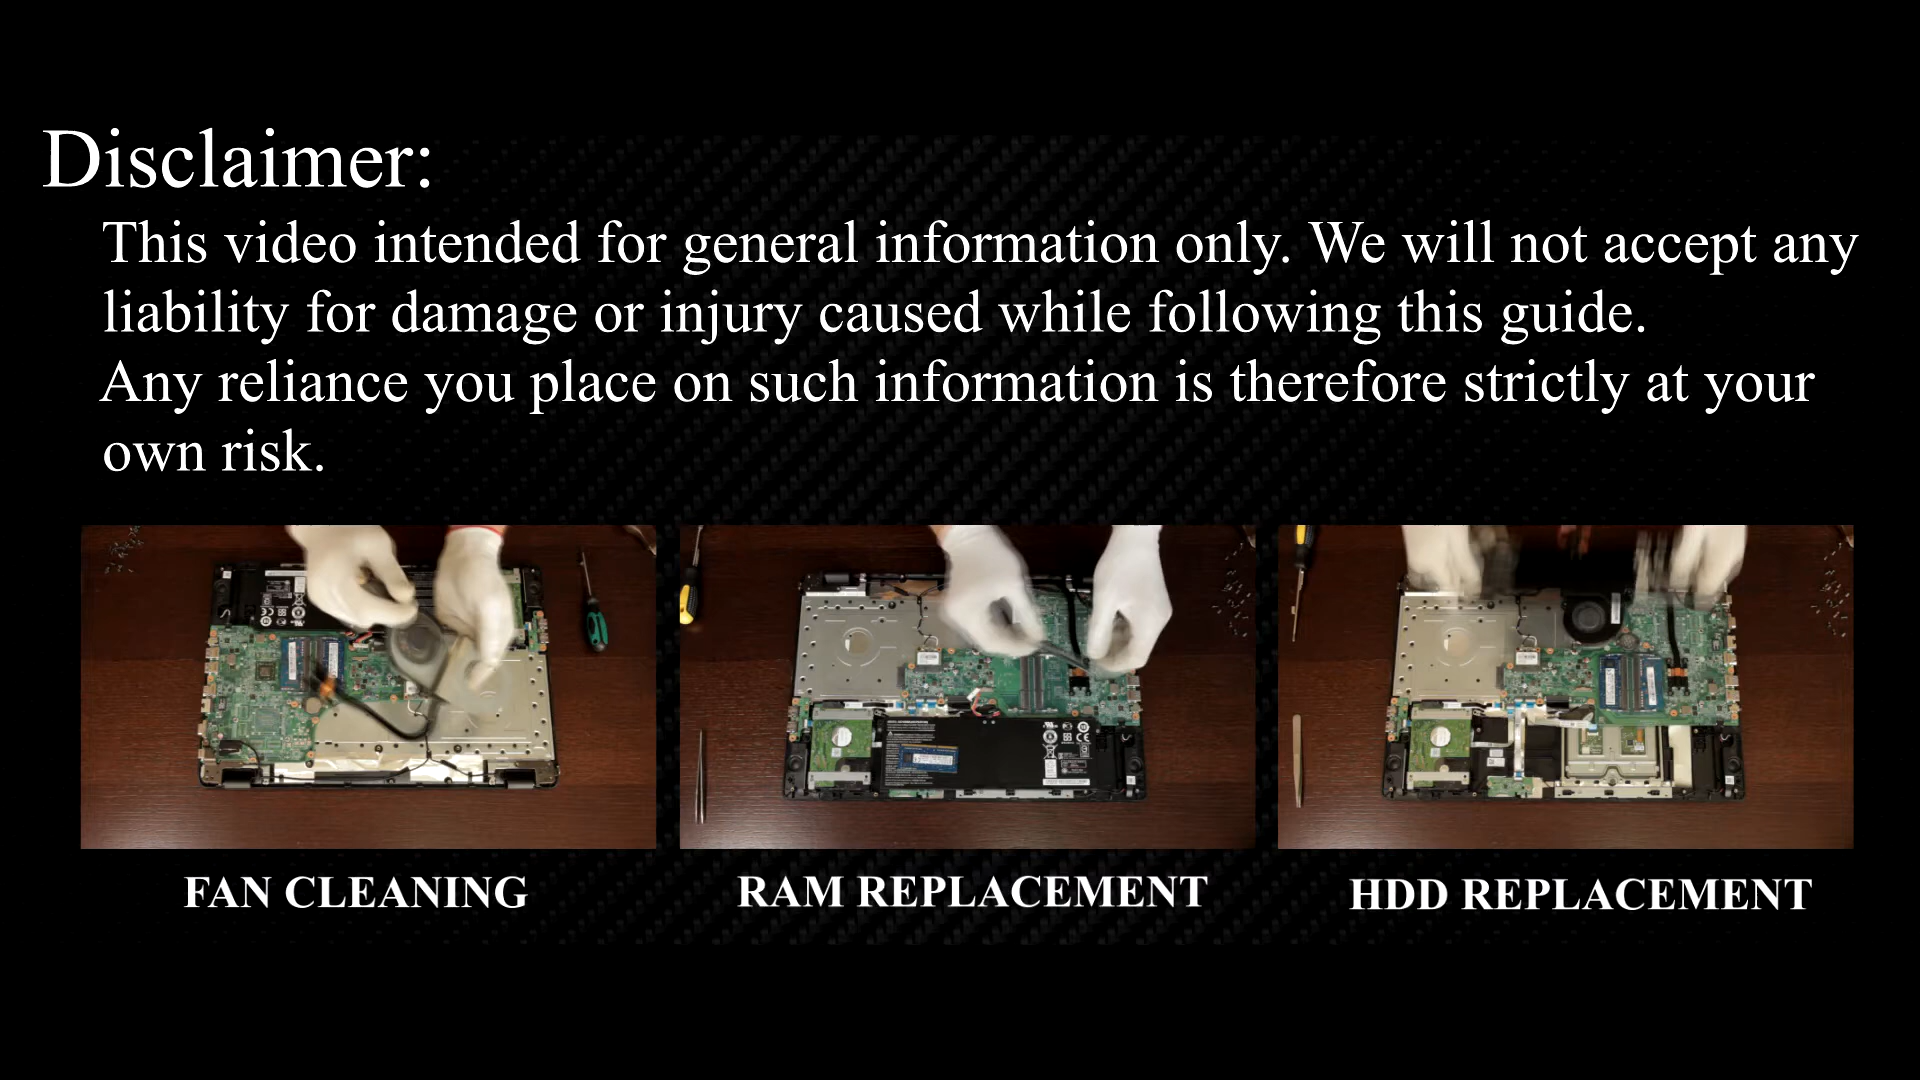 Disclaimer:
This video intended for general information only. We will not accept any
liability for damage or injury caused while following this guide.
Any reliance you place on such information is therefore strictly at your
own risk.
FAN CLEANING
RAM REPLACEMENT
HDD REPLACEMENT